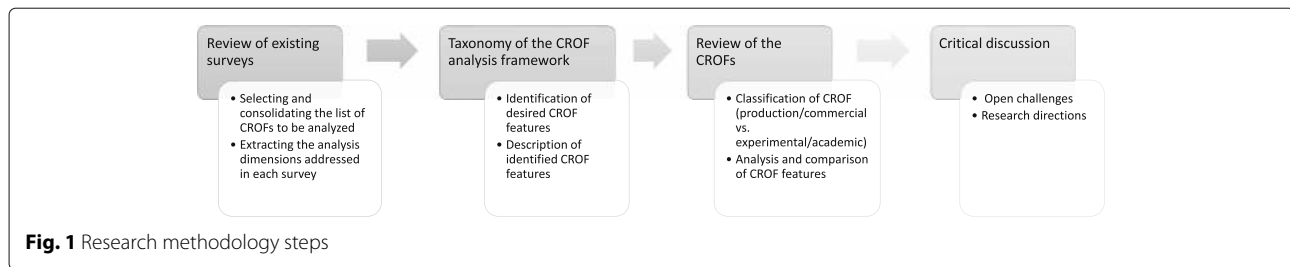 Review of existing
surveys
• Selecting and
consolidating the list of
CROFs to be analyzed
• Extracting the analysis
dimensions addressed
in each survey
Taxonomy of the CROF
analysis framework
• Identification of
desired CROF
features
• Description of
identified CROF
features
Review of the
CROFs
• Classification of CROF
(production/commercial
vs.
experimental/academic)
• Analysis and comparison
of CROF features
Critical discussion
• Open challenges
• Research directions
Fig. 1 Research methodology steps